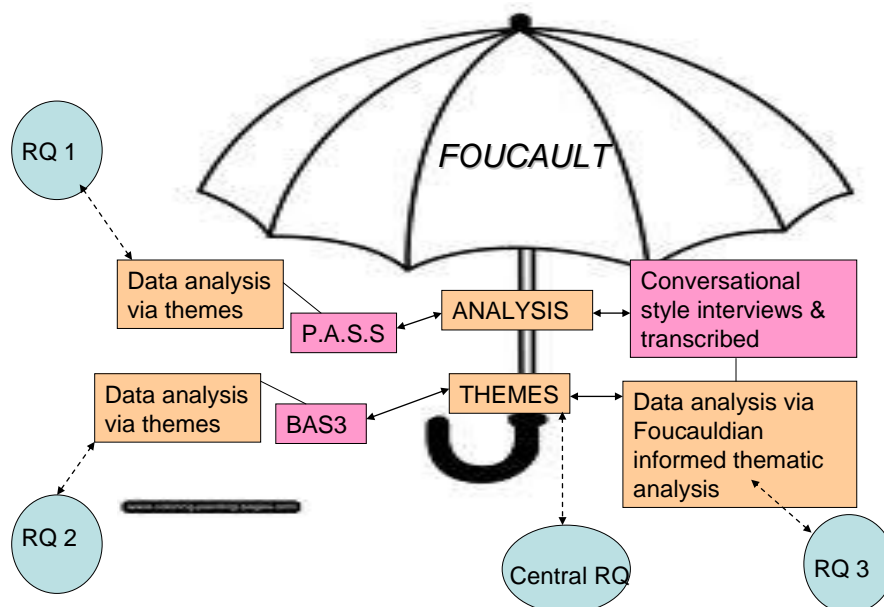 FOUCAULT
RQ 1
Data analysis
via themes
P.A.S.S
ANALYSIS
Conversational
style interviews &
transcribed
Data analysis
via themes
BAS3
THEMES
Data analysis via
Foucauldian
informed thematic
analysis
RQ 2
Central RQ
RQ 3